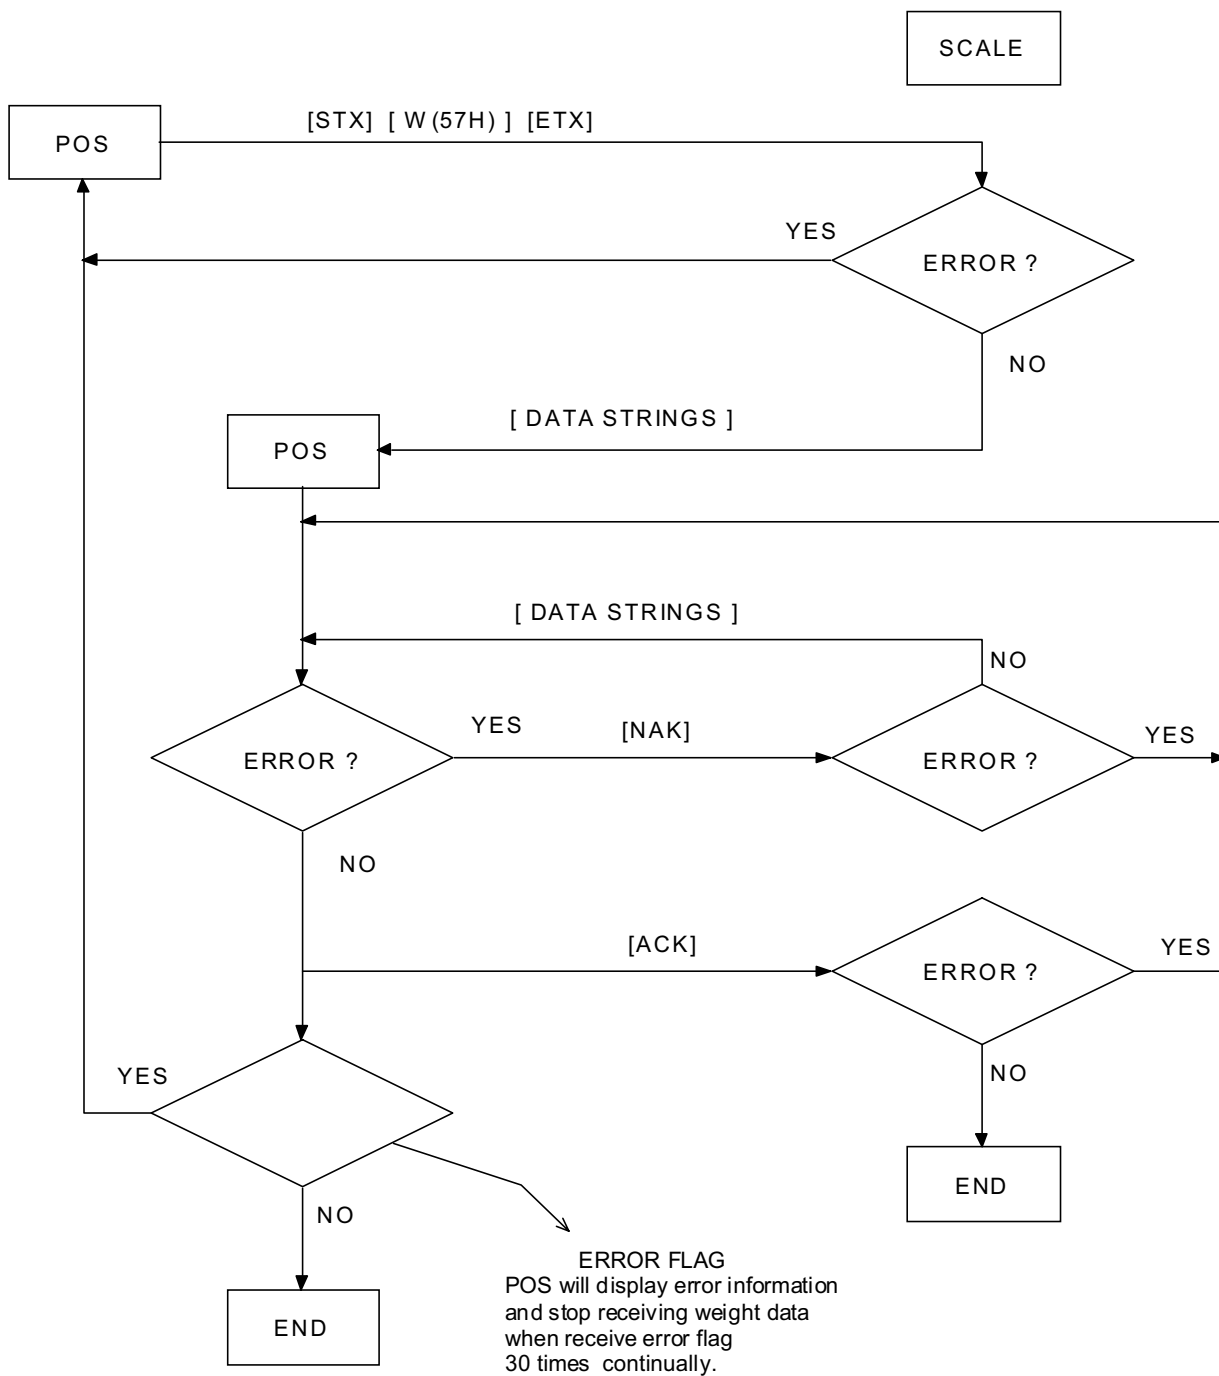 SCALE
[STX] [ W (57H) ] [ETX]
POS
YES
ERROR ?
NO
[ DATA STRINGS ]
POS
[ DATA STRINGS ]
NO
YES
[NAK]
YES
ERROR ?
ERROR ?
NO
[ACK]
YES
ERROR ?
YES
NO
END
NO
ERROR FLAG
POS will display error information
and stop receiving weight data
when receive error flag
30 times continually.
END